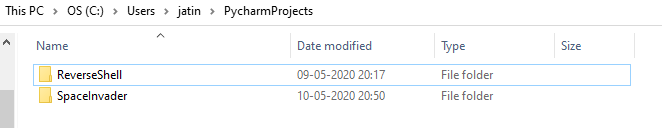 This PC > OS (C:) > Users > jatin > PycharmProjects
Name Date modified Type Size
ReverseShell 09-05-2020 20:17 File folder
SpaceInvader 10-05-2020 20:50 File folder